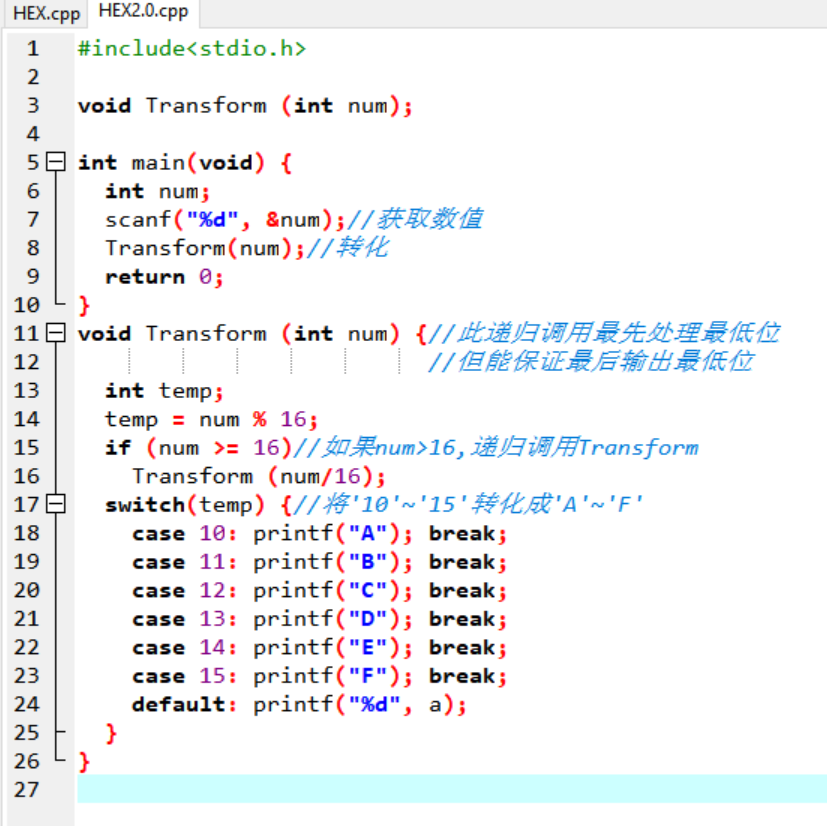 HEX.cpp HEX2.0.cpp
1 #include<stdio.h>
2
3 void Transform (int num);
4
5 int main(void) {
6 int num;
7 scanf("%d", &num);//获取数值
8 Transform(num);//转化
9 return 0;
10 }
11 void Transform (int num) {//此递归调用最先处理最低位
12 //但能保证最后输出最低位
13 int temp;
14 temp = num % 16;
15 if (num >= 16)//如果num>16,递归调用Transform
16 Transform (num/16);
17 switch(temp) {//将'10'~'15'转化成'A'~'F'
18 case 10: printf("A"); break;
19 case 11: printf("B"); break;
20 case 12: printf("C"); break;
21 case 13: printf("D"); break;
22 case 14: printf("E"); break;
23 case 15: printf("F"); break;
24 default: printf("%d", a);
25 }
26 }
27